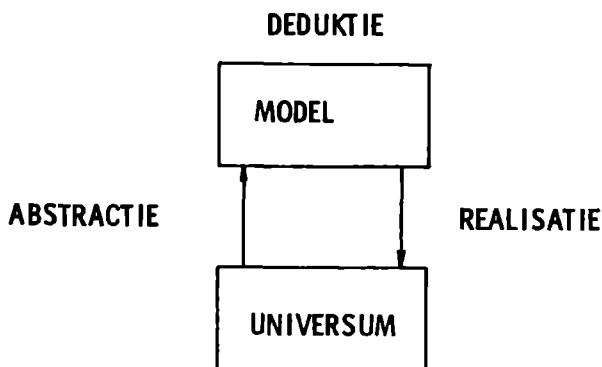 DEDUKTIE
MODEL
ABSTRACTIE
REALISATIE
UNIVERSUM